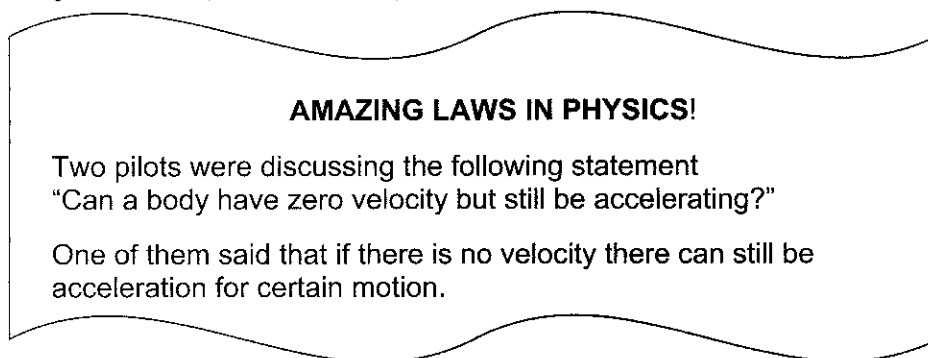 AMAZING LAWS IN PHYSICS!
Two pilots were discussing the following statement
“Can a body have zero velocity but still be accelerating?”
One of them said that if there is no velocity there can still be
acceleration for certain motion.